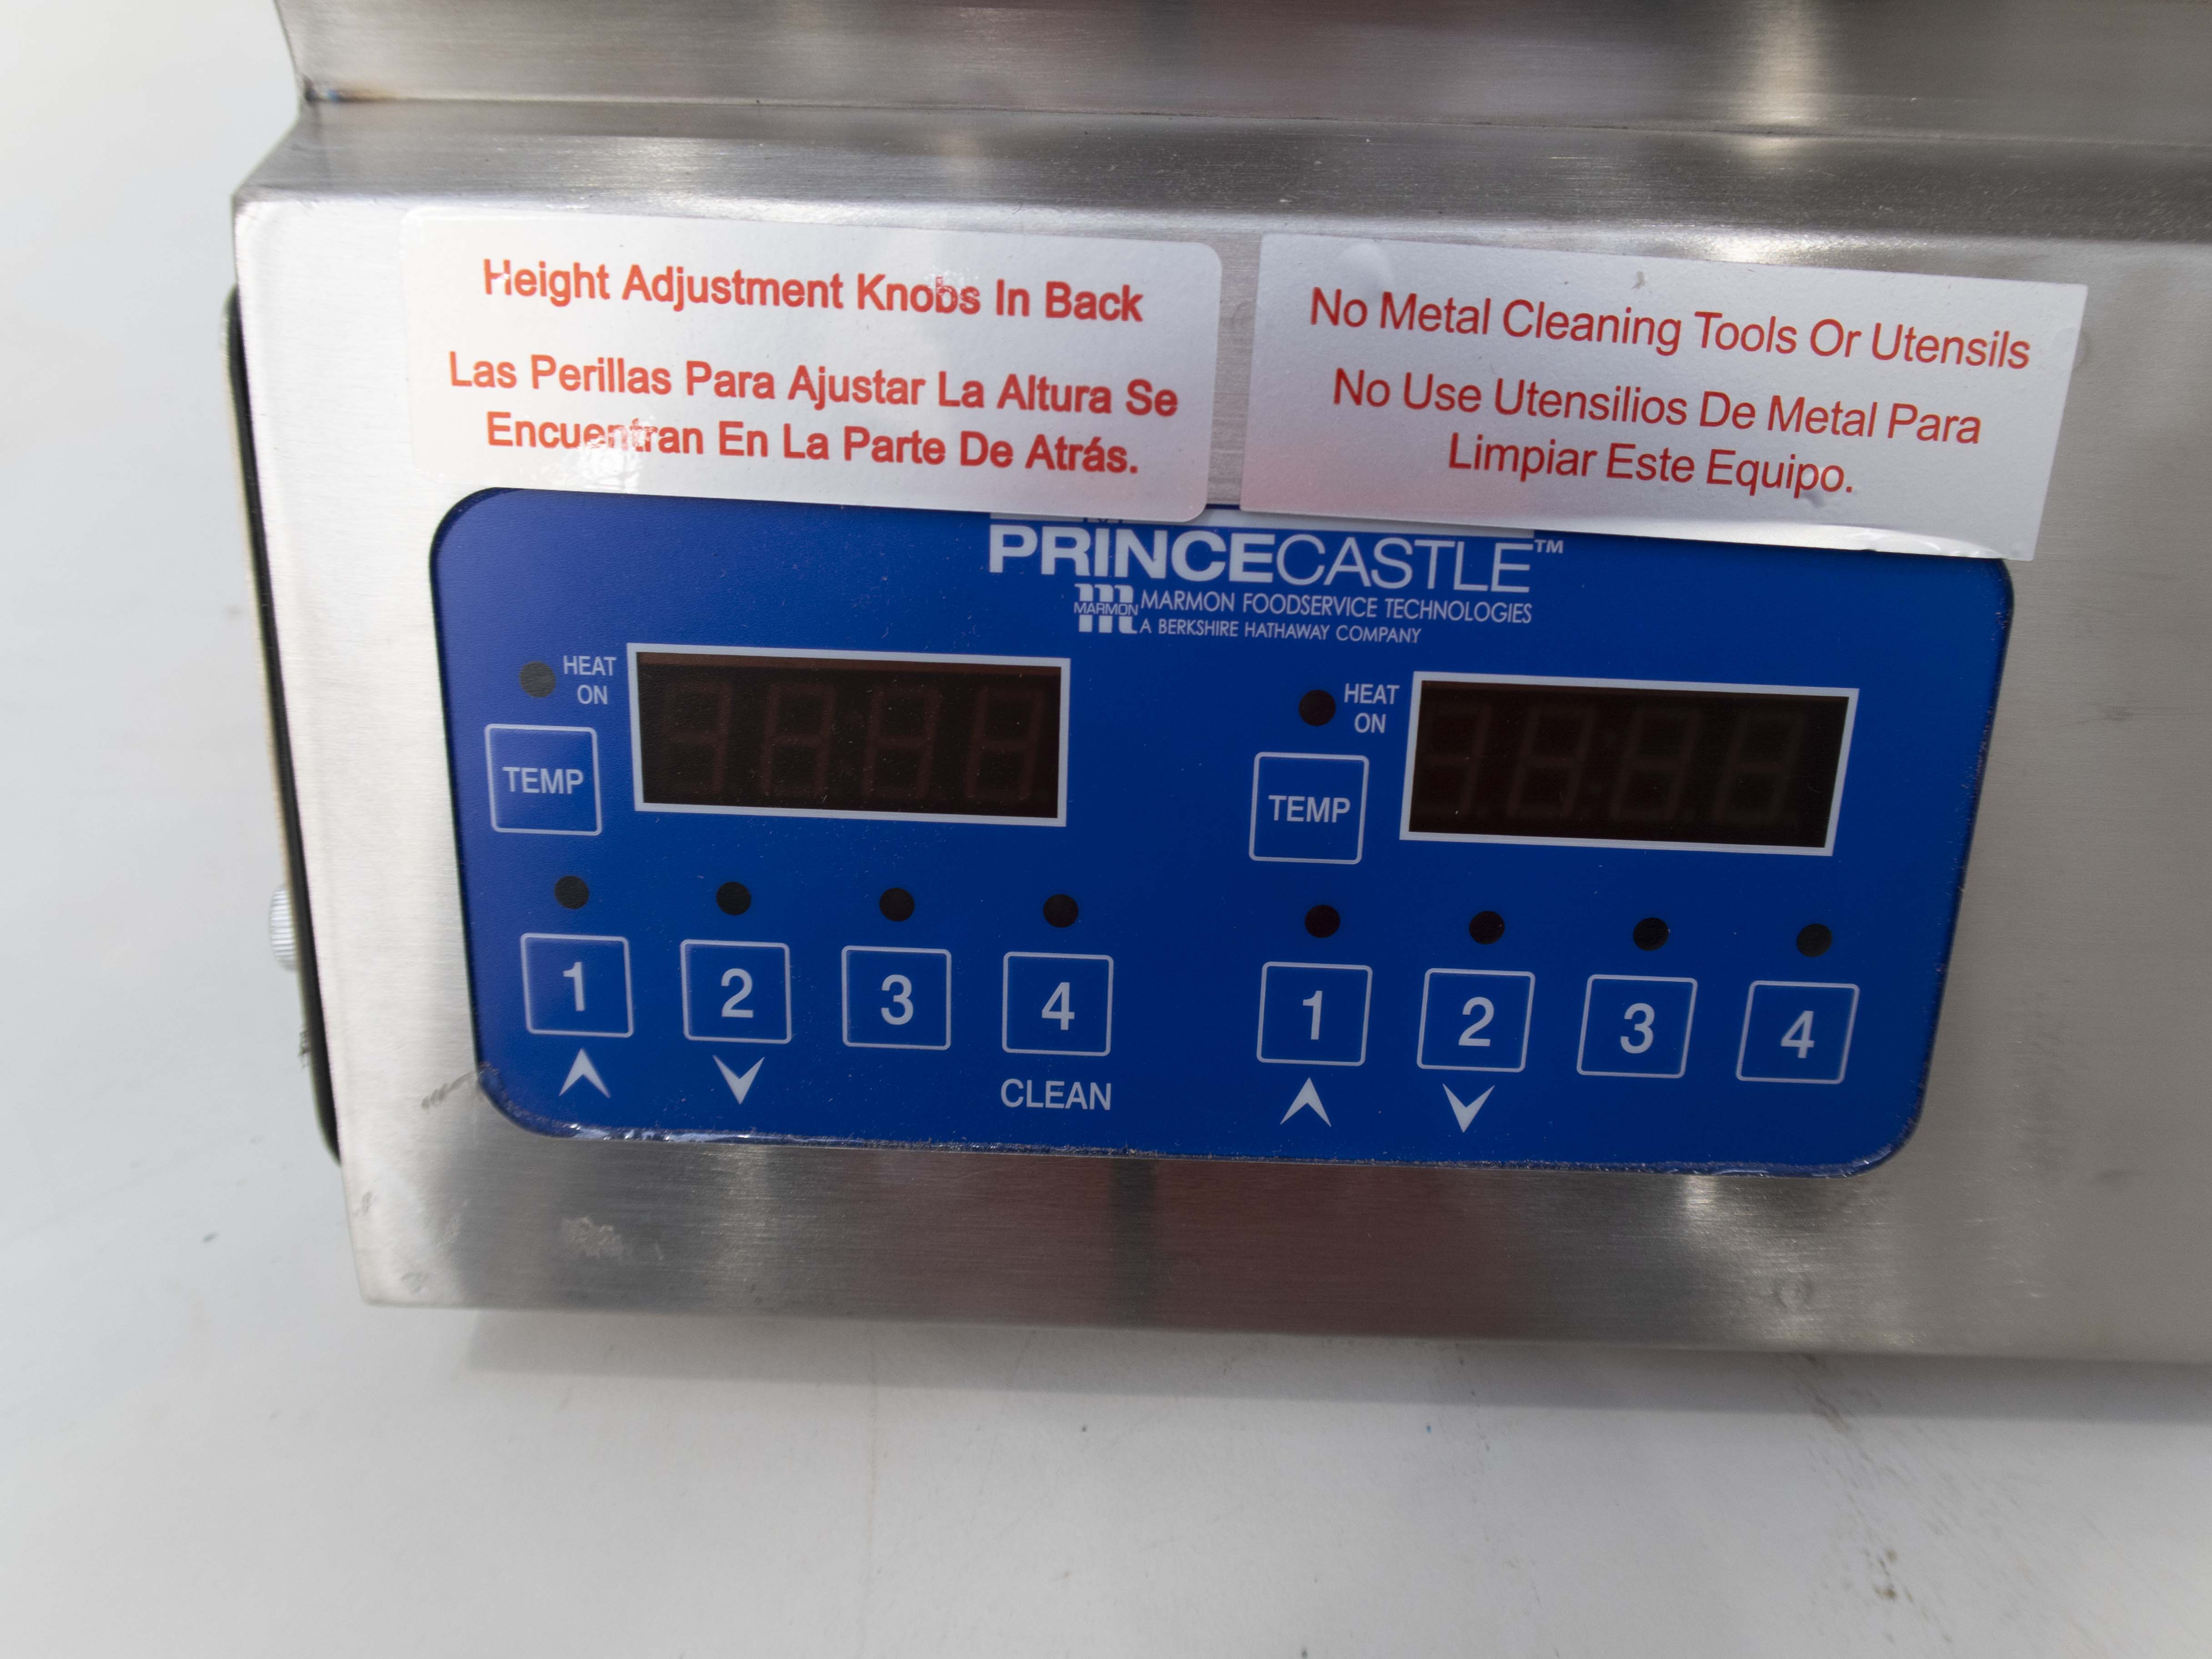 Height Adjustment Knobs In Back
Las Perillas Para Ajustar La Altura Se
Encuentran En La Parte De Atrás.
No Metal Cleaning Tools Or Utensils
No Use Utensilios De Metal Para
Limpiar Este Equipo.
PRINCECASTLE™
MARMON
MARMON FOODSERVICE TECHNOLOGIES
A BERKSHIRE HATHAWAY COMPANY
HEAT
ON
TEMP
1 2 3 4
CLEAN
HEAT
ON
TEMP
1 2 3 4